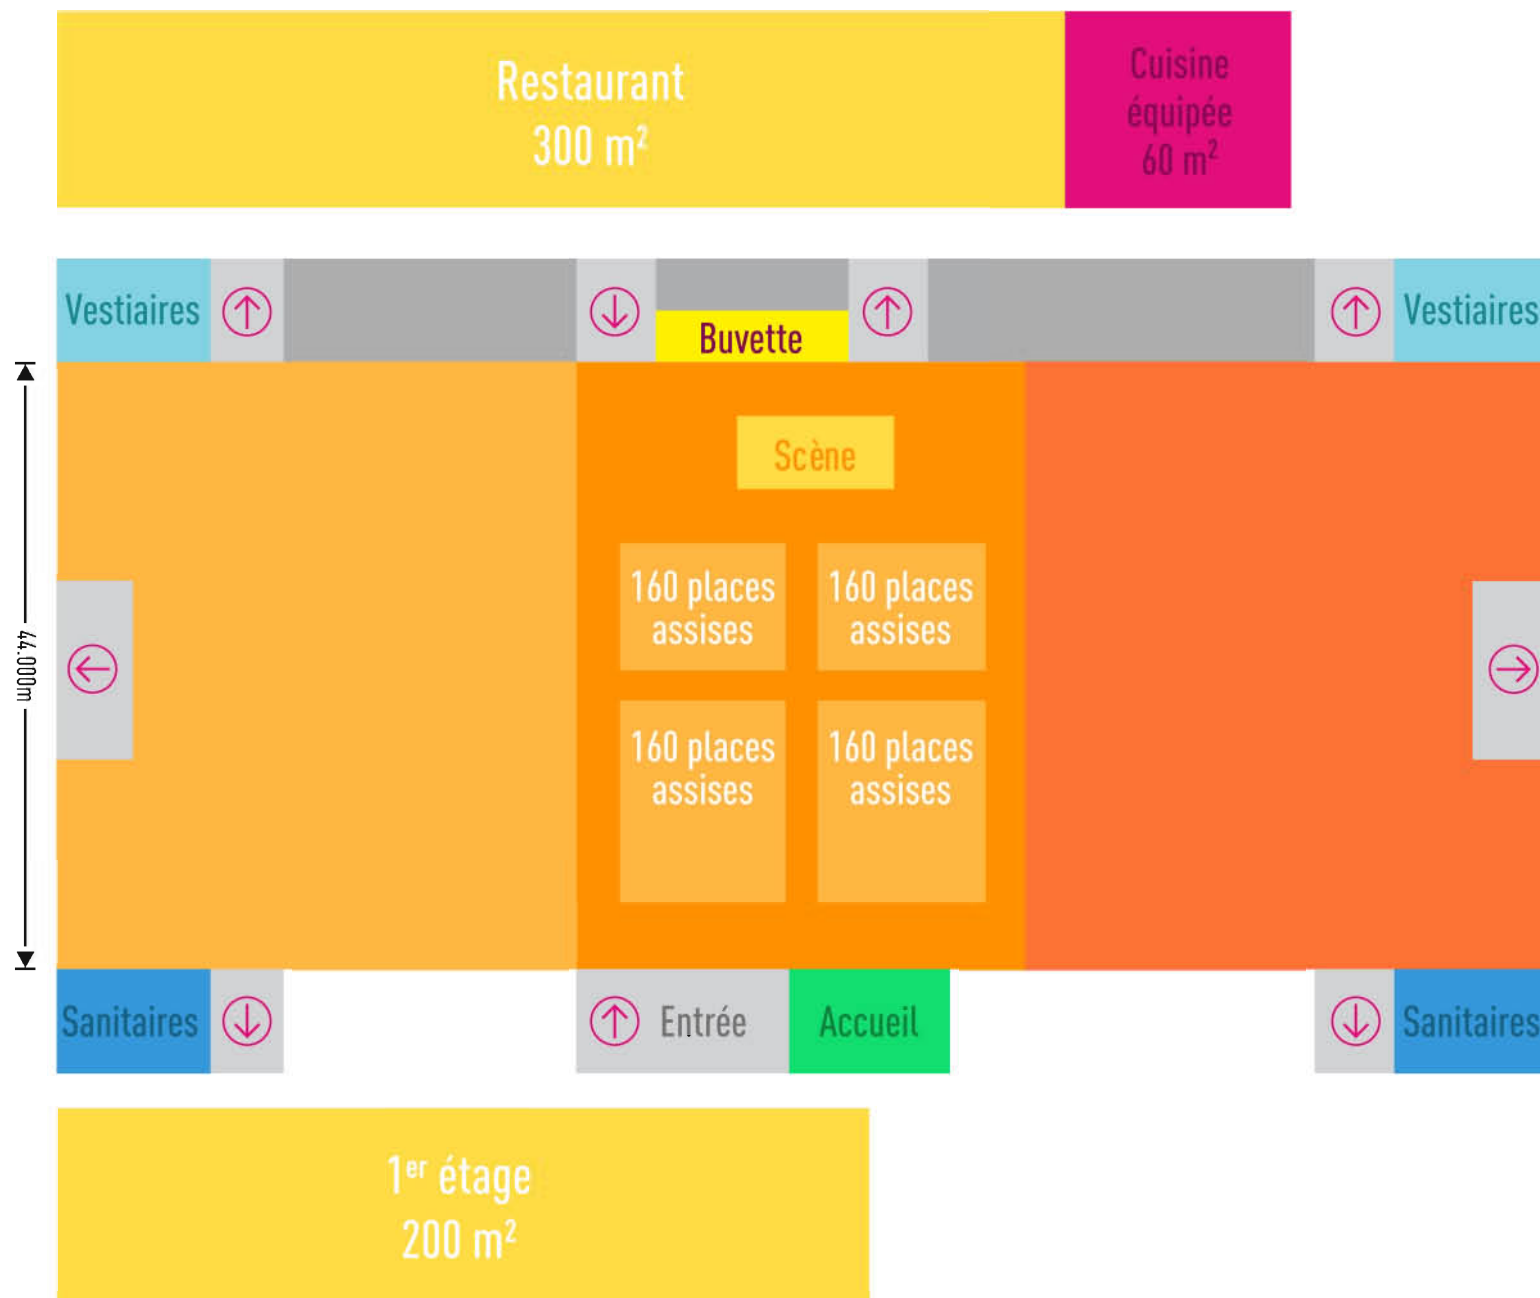 Restaurant
300 m²
Cuisine
équipée
60 m²
Vestiaires
Buvette
Vestiaires
Scène
160 places
assises
160 places
assises
44.000m
160 places
assises
160 places
assises
Sanitaires
Entrée
Accueil
Sanitaires
1er étage
200 m²